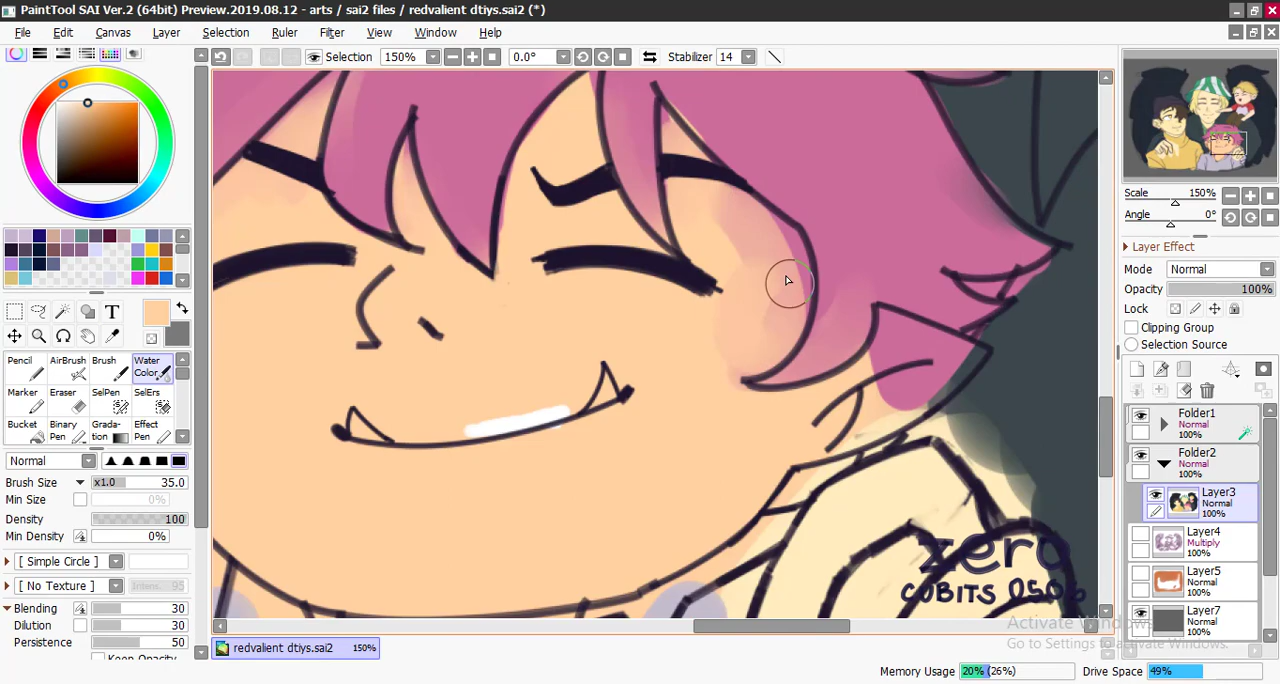 PaintTool SAI Ver.2 (64bit) Preview.2019.08.12 - arts / sai2 files / redvalient dtiys.sai2 (*)
File Edit Canvas Layer Selection Ruler Filter View Window Help
Selection 150% 0.0° Stabilizer 14
Scale 150%
Angle 0°
Layer Effect
Mode Normal
Opacity 100%
Lock
Clipping Group
Selection Source
T
Pencil AirBrush Brush Water Color
Marker Eraser SelPen SelErs
Bucket Binary Pen Grada-tion Effect Pen
Normal
Brush Size x1.0 35.0
Min Size 0%
Density 100
Min Density 0%
[ Simple Circle ]
[ No Texture ] Intens. 95
Blending 30
Dilution 30
Persistence 50
Keep Opacity
Folder1
Normal
100%
Folder2
Normal
100%
Layer3
Normal
100%
Layer4
Multiply
100%
Layer5
Normal
100%
Layer7
Normal
100%
zero
CUBITS 0506
Activate Windows
Go to Settings to activate Windows.
redvalient dtiys.sai2 150%
Memory Usage 20% (26%) Drive Space 49%